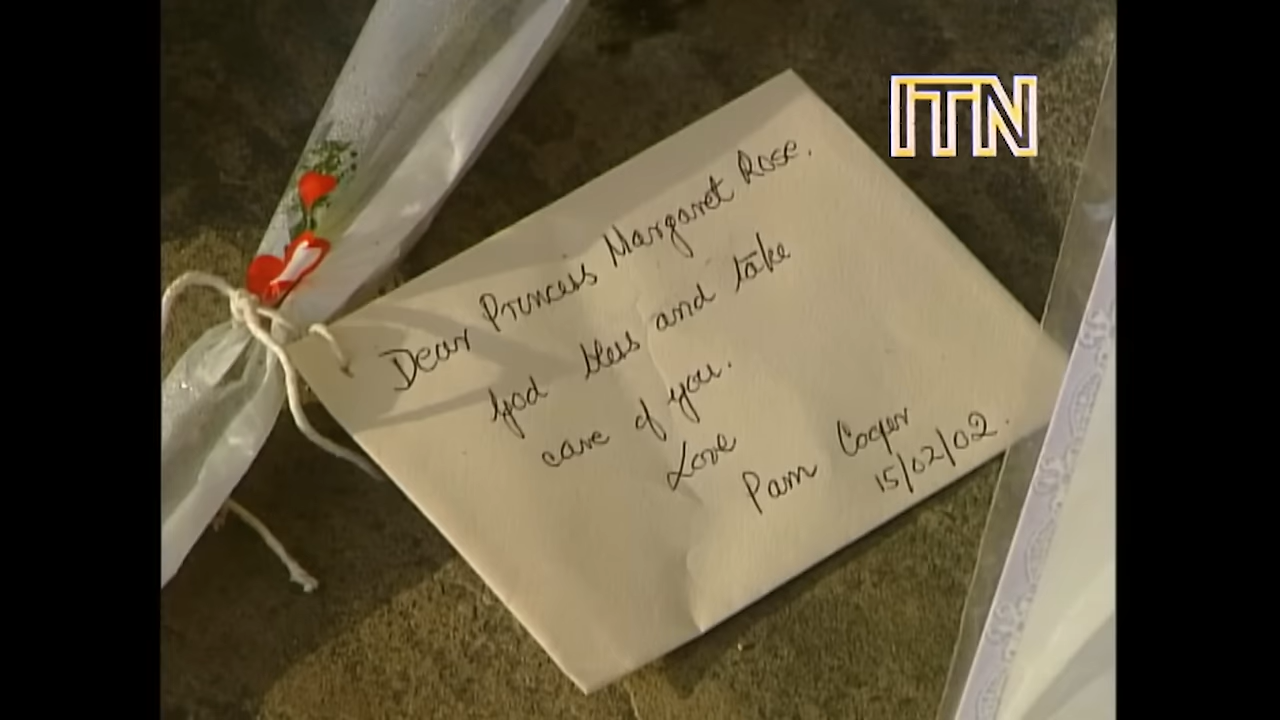 ITN
Dear Princess Margaret Rose.
God bless and take
care of you.
Love
Pam Cooper
15/02/02.